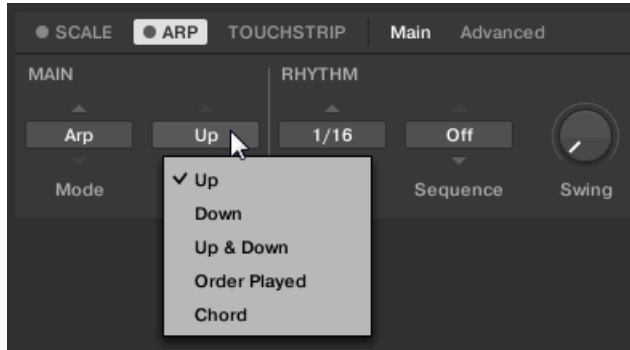 SCALE ARP TOUCHSTRIP Main Advanced
MAIN RHYTHM
Arp Up 1/16 Off
Mode Sequence Swing
Up
Down
Up & Down
Order Played
Chord